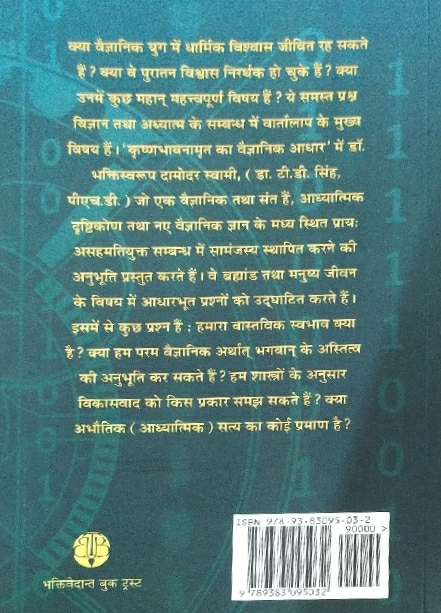 क्या वैज्ञानिक युग में धार्मिक विश्वास जीवित रह सकते
हैं ? क्या वे पुरातन विश्वास निरर्थक हो चुके हैं ? क्या
उनमें कुछ महान् महत्त्वपूर्ण विषय हैं ? ये समस्त प्रश्न
विज्ञान तथा अध्यात्म के सम्बन्ध में वार्तालाप के मुख्य
विषय हैं । 'कृष्णभावनामृत का वैज्ञानिक आधार' में डॉ.
भक्तिस्वरूप दामोदर स्वामी, ( डा. टी.डी. सिंह,
पीएच.डी. ) जो एक वैज्ञानिक तथा संत हैं, आध्यात्मिक
दृष्टिकोण तथा नए वैज्ञानिक ज्ञान के मध्य स्थित प्रायः
असहमतियुक्त सम्बन्ध में सामंजस्य स्थापित करने की
अनुभूति प्रस्तुत करते हैं । वे ब्रह्मांड तथा मनुष्य जीवन
के विषय में आधारभूत प्रश्नों को उद्घाटित करते हैं ।
इसमें से कुछ प्रश्न हैं : हमारा वास्तविक स्वभाव क्या
है ? क्या हम परम वैज्ञानिक अर्थात् भगवान् के अस्तित्व
की अनुभूति कर सकते हैं ? हम शास्त्रों के अनुसार
विकासवाद को किस प्रकार समझ सकते हैं ? क्या
अभौतिक ( आध्यात्मिक ) सत्य का कोई प्रमाण है ?
ISBN 978-93-83095-03-2
90000 >
9 789383 095032
भक्तिवेदान्त बुक ट्रस्ट